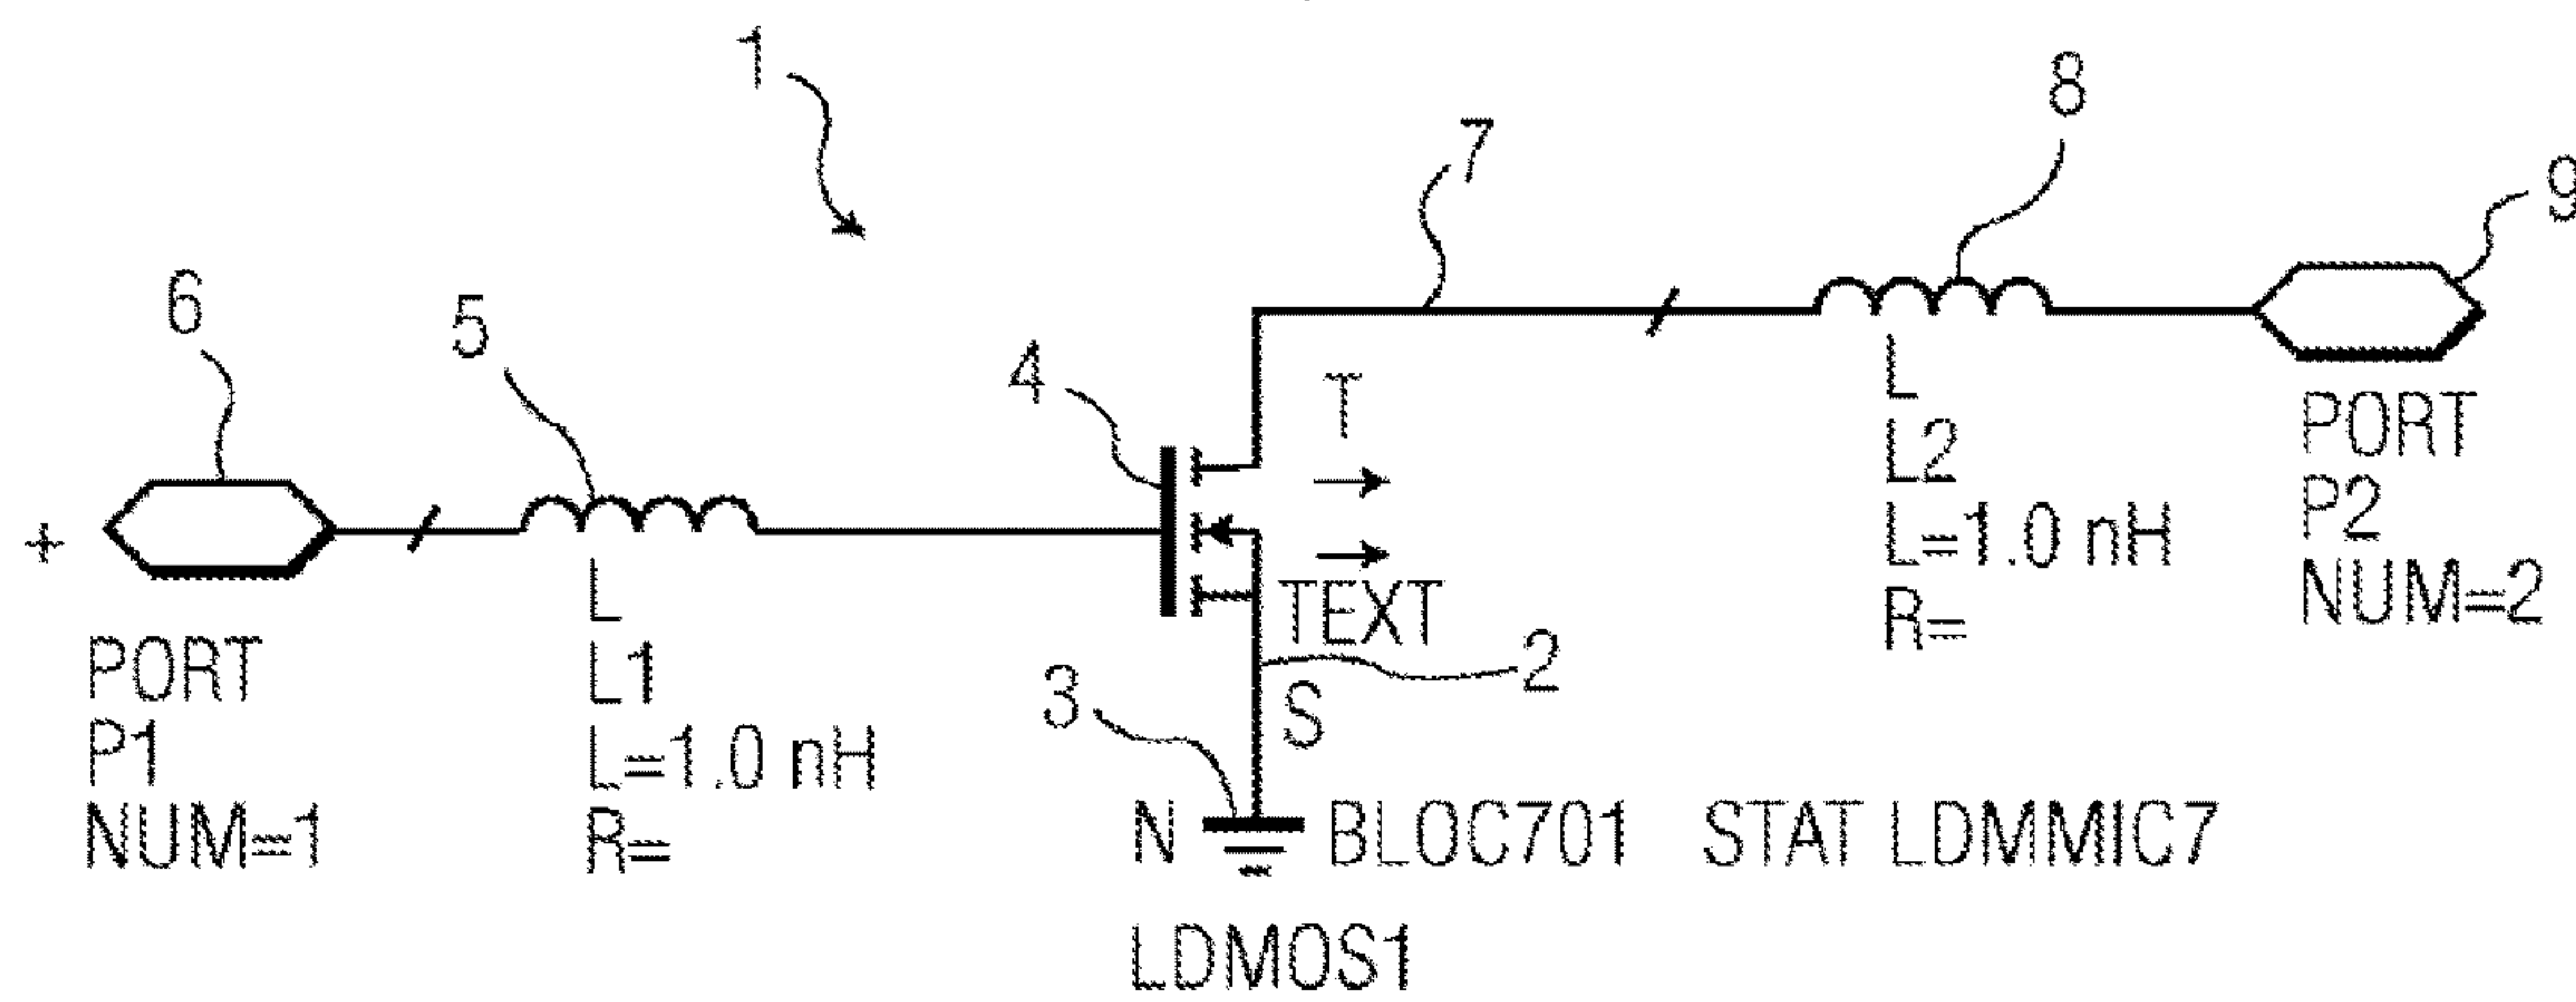 1
8
7
9
6
5
4
T
+
TEXT
2
3
S
PORT
P1
NUM=1
L
L1
L=1.0 nH
R=
L
L2
L=1.0 nH
R=
PORT
P2
NUM=2
N
BLOC701 STAT LDMMIC7
LDMOS1